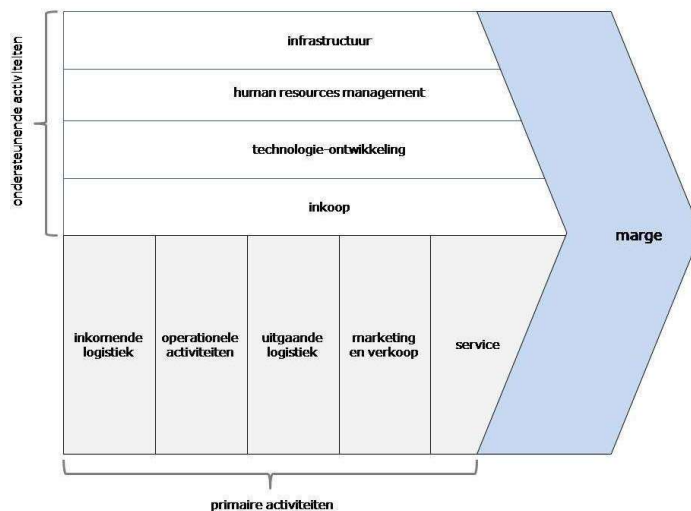 ondersteunende activiteiten
infrastructuur
human resources management
technologie-ontwikkeling
inkoop
marge
inkomende
logistiek
operationele
activiteiten
uitgaande
logistiek
marketing
en verkoop
service
primaire activiteiten